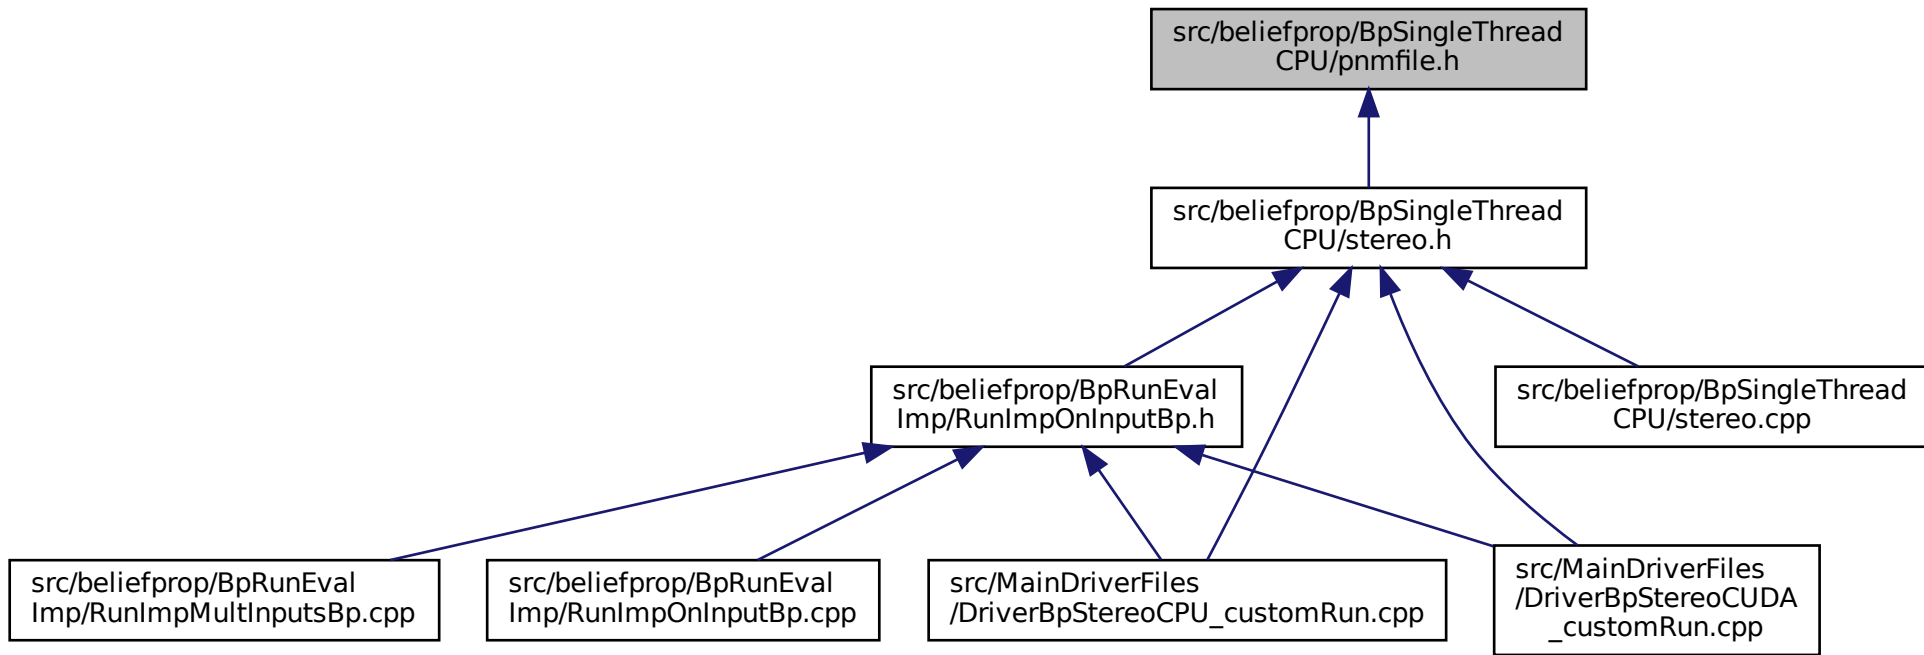 src/beliefprop/BpSingleThread
CPU/pnmfile.h
src/beliefprop/BpSingleThread
CPU/stereo.h
src/beliefprop/BpRunEval
Imp/RunImpOnInputBp.h
src/beliefprop/BpSingleThread
CPU/stereo.cpp
src/beliefprop/BpRunEval
Imp/RunImpMultInputsBp.cpp
src/beliefprop/BpRunEval
Imp/RunImpOnInputBp.cpp
src/MainDriverFiles
/DriverBpStereoCPU_customRun.cpp
src/MainDriverFiles
/DriverBpStereoCUDA
_customRun.cpp